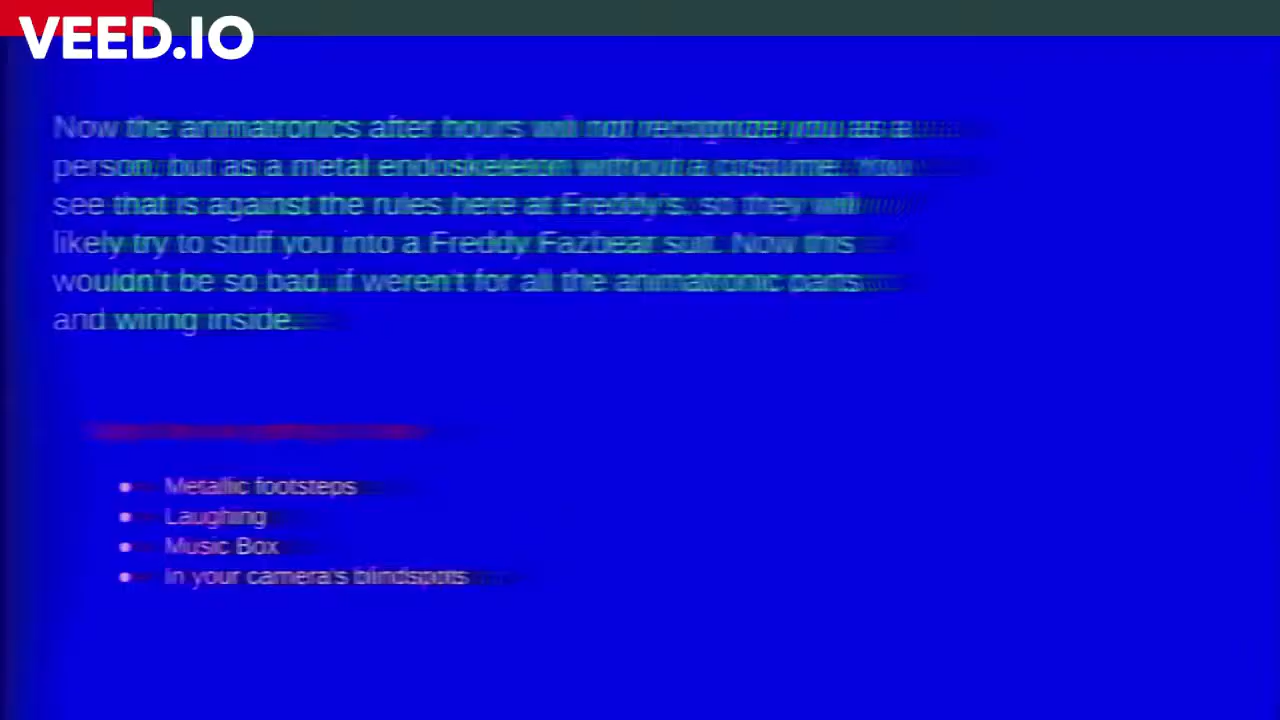 VEED.IO
Now the animatronics after hours will not recognize you as a
person, but as a metal endoskeleton without a costume. You
see that is against the rules here at Freddy's, so they will
likely try to stuff you into a Freddy Fazbear suit. Now this
wouldn't be so bad, if weren't for all the animatronic parts
and wiring inside.
• Metallic footsteps
• Laughing
• Music Box
• In your camera's blindspots